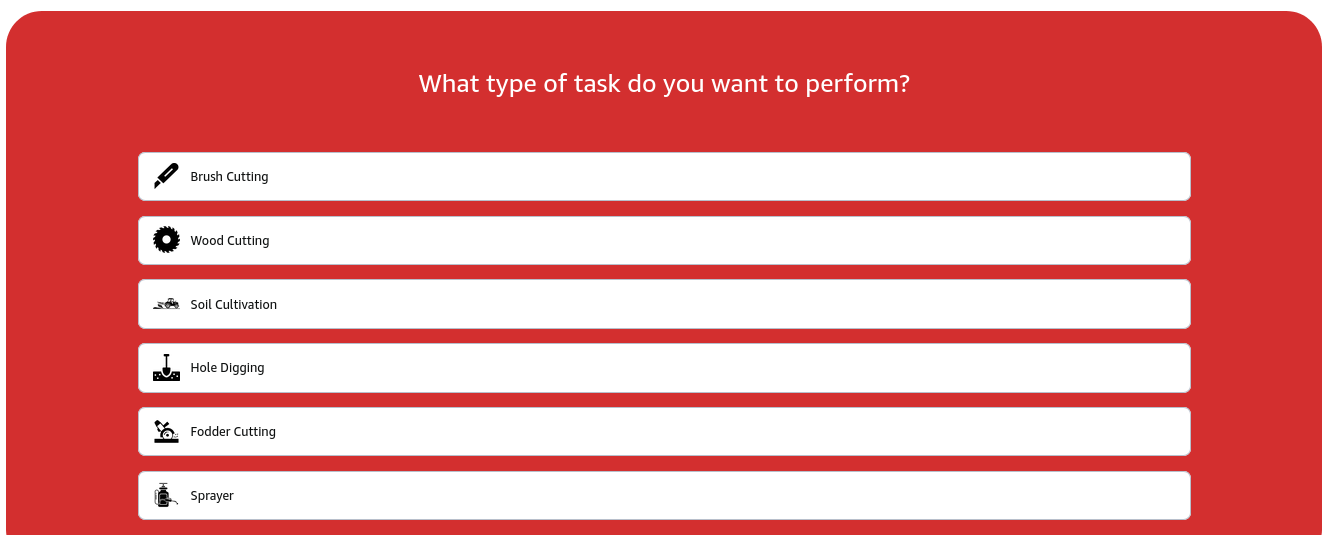 What type of task do you want to perform?
Brush Cutting
Wood Cutting
Soil Cultivation
Hole Digging
Fodder Cutting
Sprayer